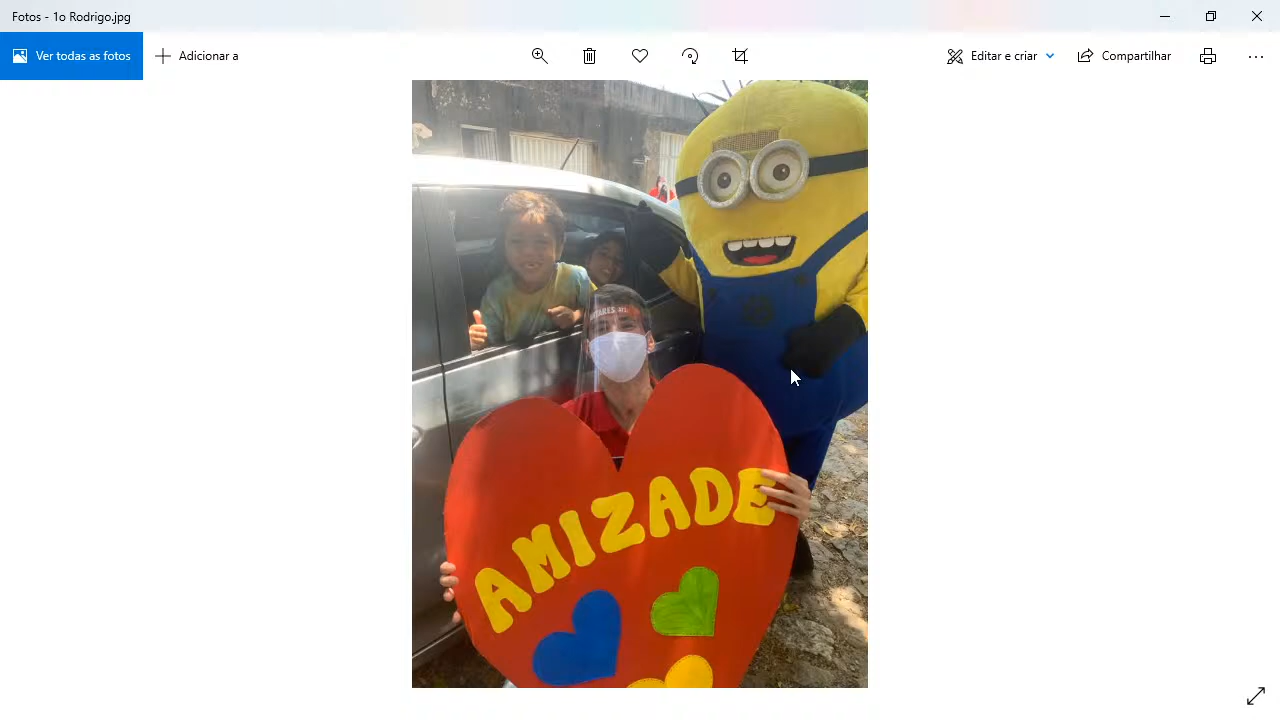 Fotos - 1o Rodrigo.jpg
Ver todas as fotos
Adicionar a
Editar e criar
Compartilhar
AMIZADE